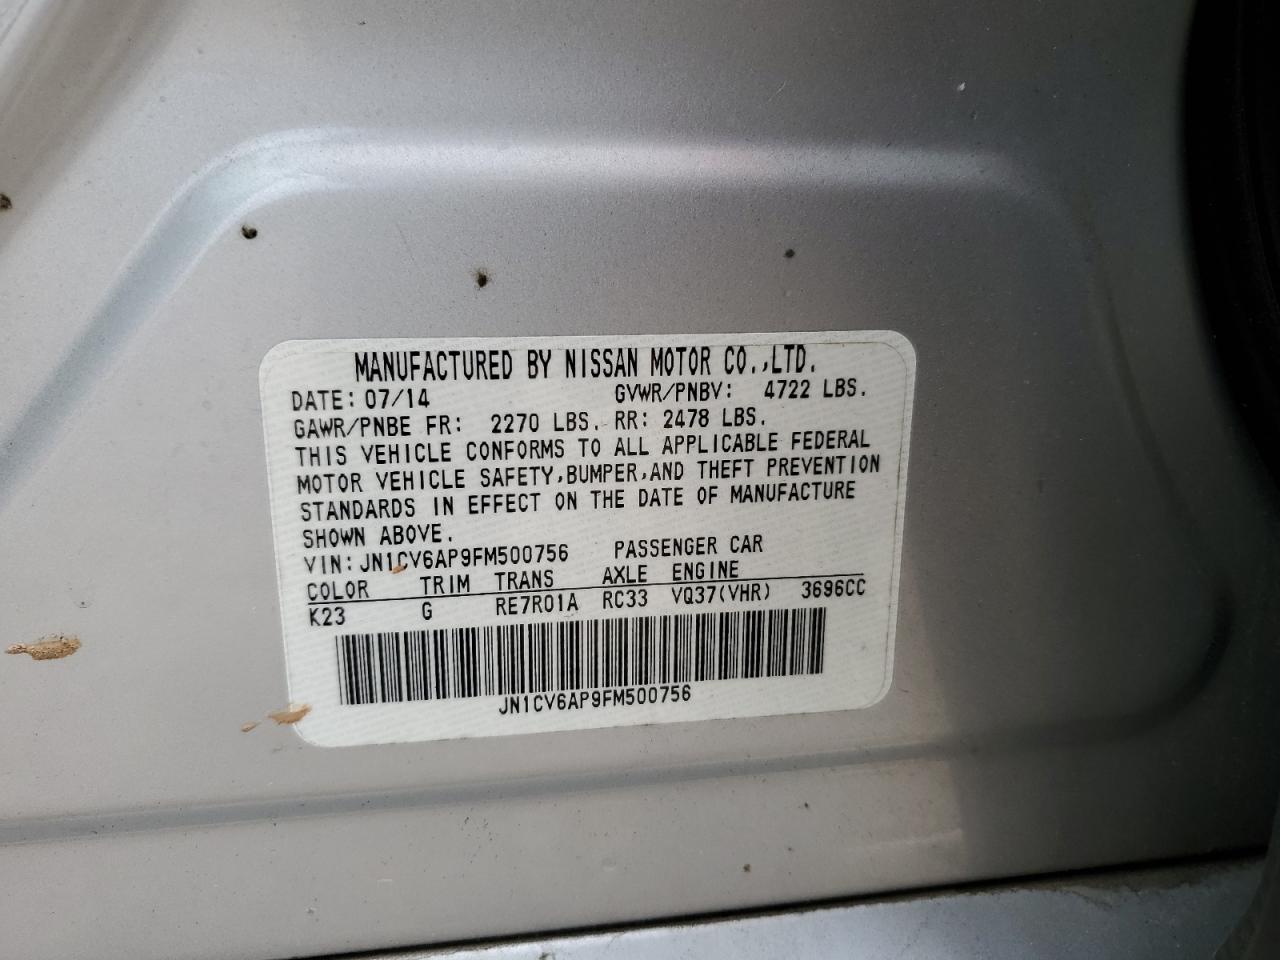 MANUFACTURED BY NISSAN MOTOR CO.,LTD.
DATE: 07/14 GVWR/PNBV: 4722 LBS.
GAWR/PNBE FR: 2270 LBS. RR: 2478 LBS.
THIS VEHICLE CONFORMS TO ALL APPLICABLE FEDERAL
MOTOR VEHICLE SAFETY,BUMPER,AND THEFT PREVENTION
STANDARDS IN EFFECT ON THE DATE OF MANUFACTURE
SHOWN ABOVE.
VIN:JN1CV6AP9FM500756 PASSENGER CAR
COLOR TRIM TRANS AXLE ENGINE
K23 G RE7R01A RC33 VQ37(VHR) 3696CC
JN1CV6AP9FM500756